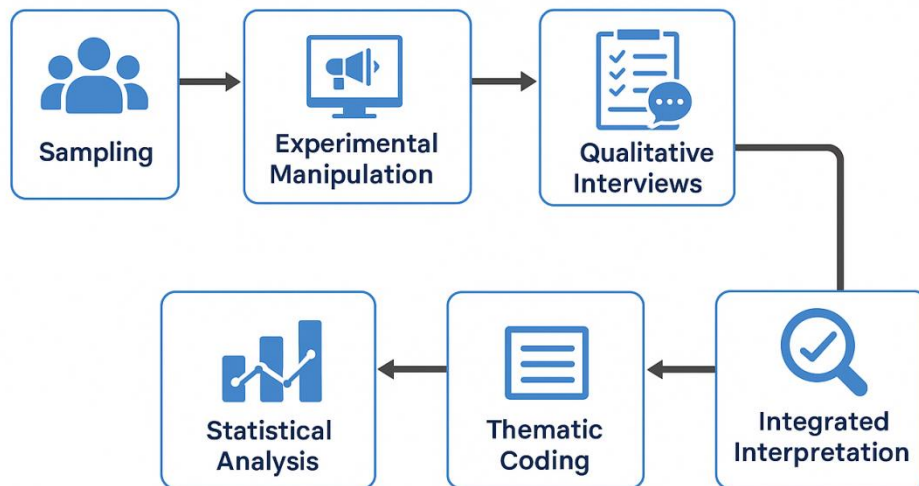 Sampling
Experimental
Manipulation
Qualitative
Interviews
Statistical
Analysis
Thematic
Coding
Integrated
Interpretation